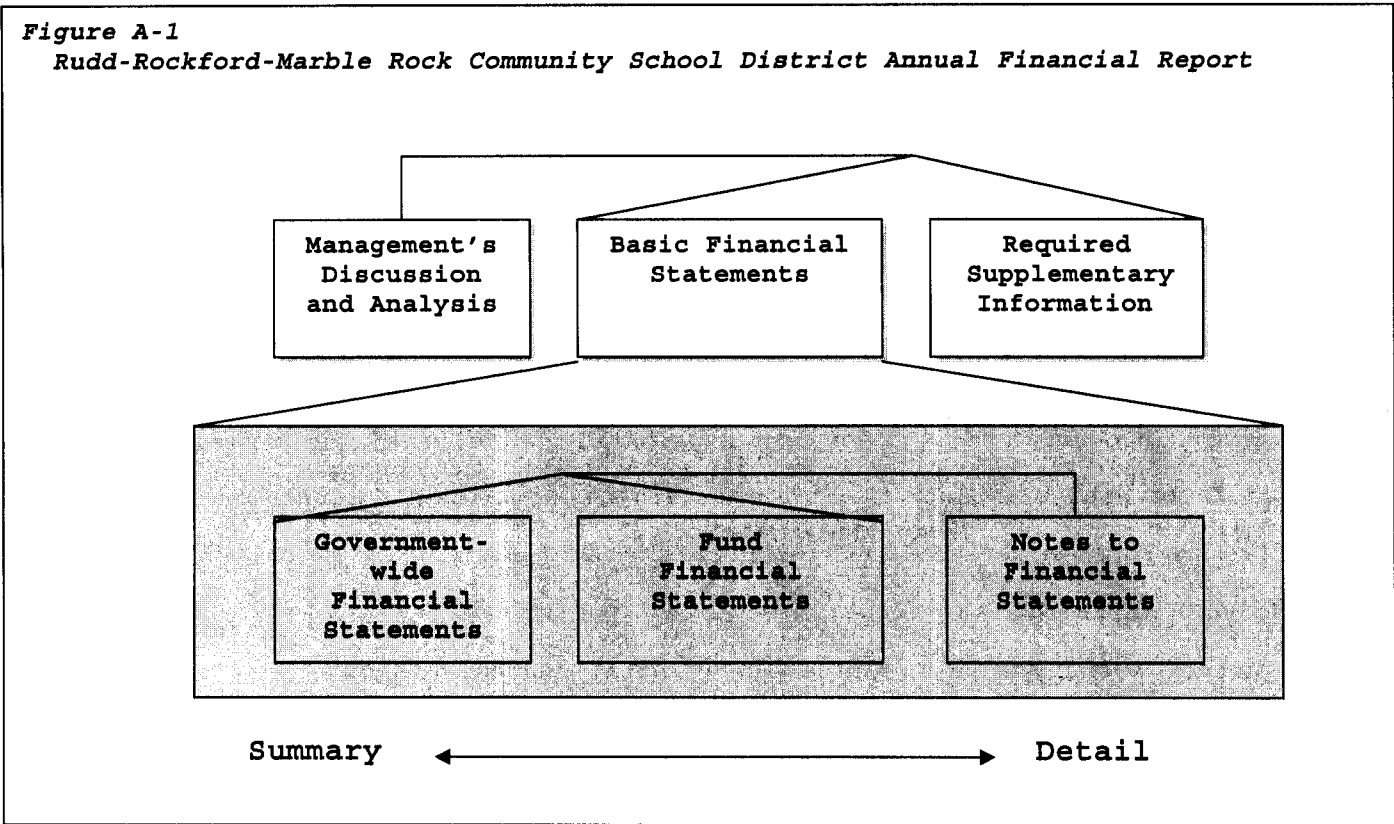 Figure A-1
Rudd-Rockford-Marble Rock Community School District Annual Financial Report
Management's
Discussion
and Analysis
Basic Financial
Statements
Required
Supplementary
Information
Government-
wide
Financial
Statements
Fund
Financial
Statements
Notes to
Financial
Statements
Summary
Detail